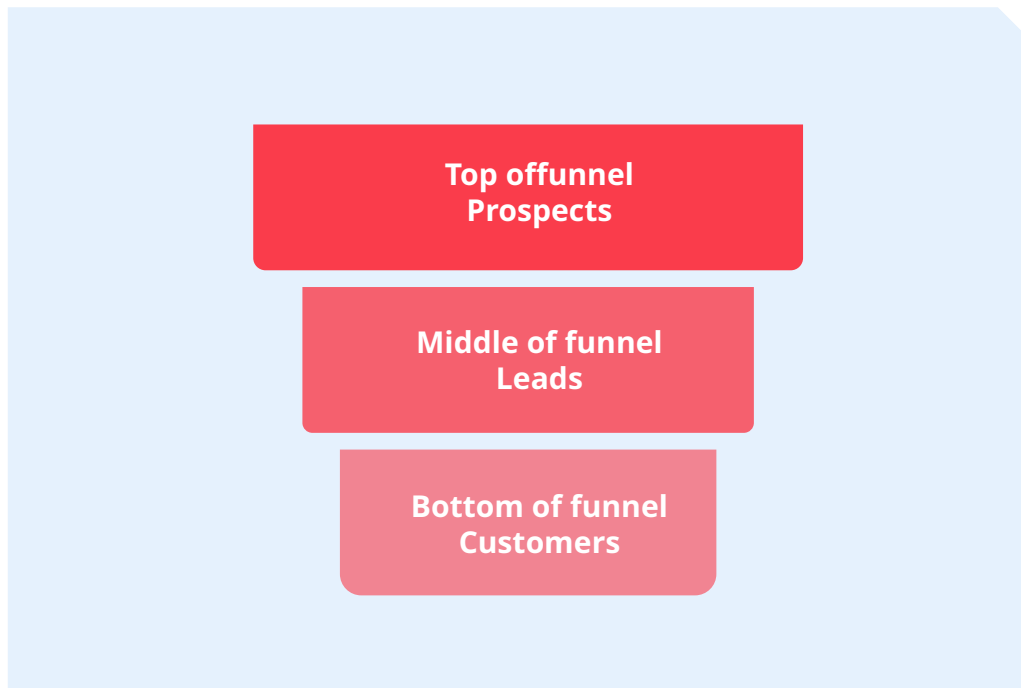 Top offunnel
Prospects
Middle of funnel
Leads
Bottom of funnel
Customers